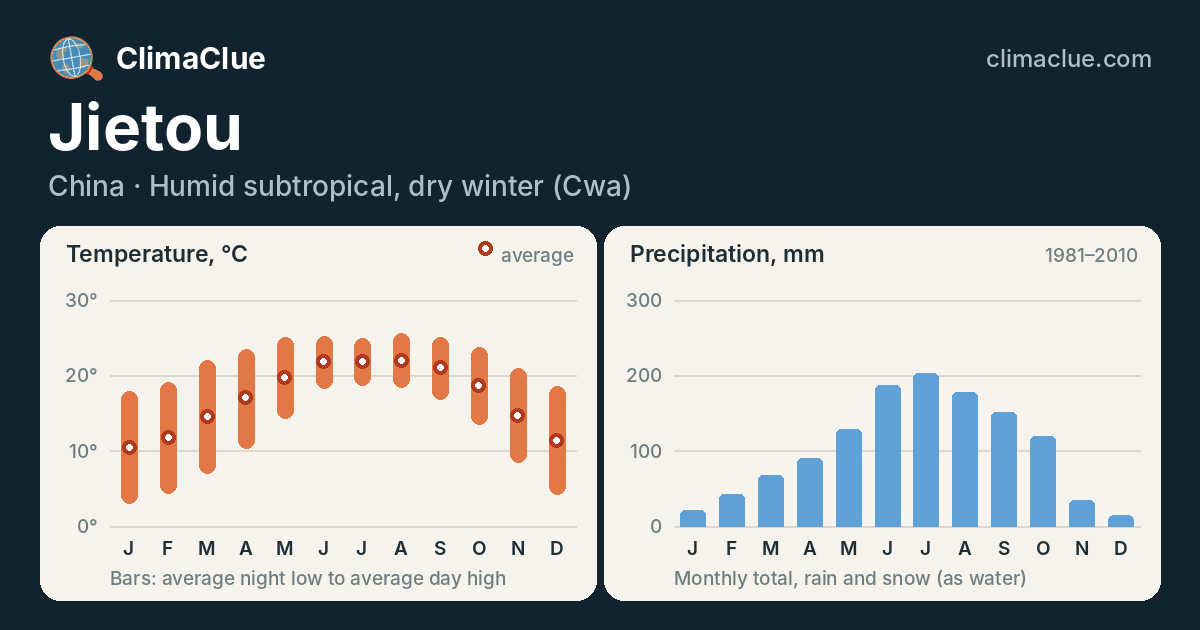 ClimaClue
climaclue.com
Jietou
China · Humid subtropical, dry winter (Cwa)
Temperature, °C
average
30°
20°
10°
0°
J F M A M J J A S O N D
Bars: average night low to average day high
Precipitation, mm
1981–2010
300
200
100
0
J F M A M J J A S O N D
Monthly total, rain and snow (as water)